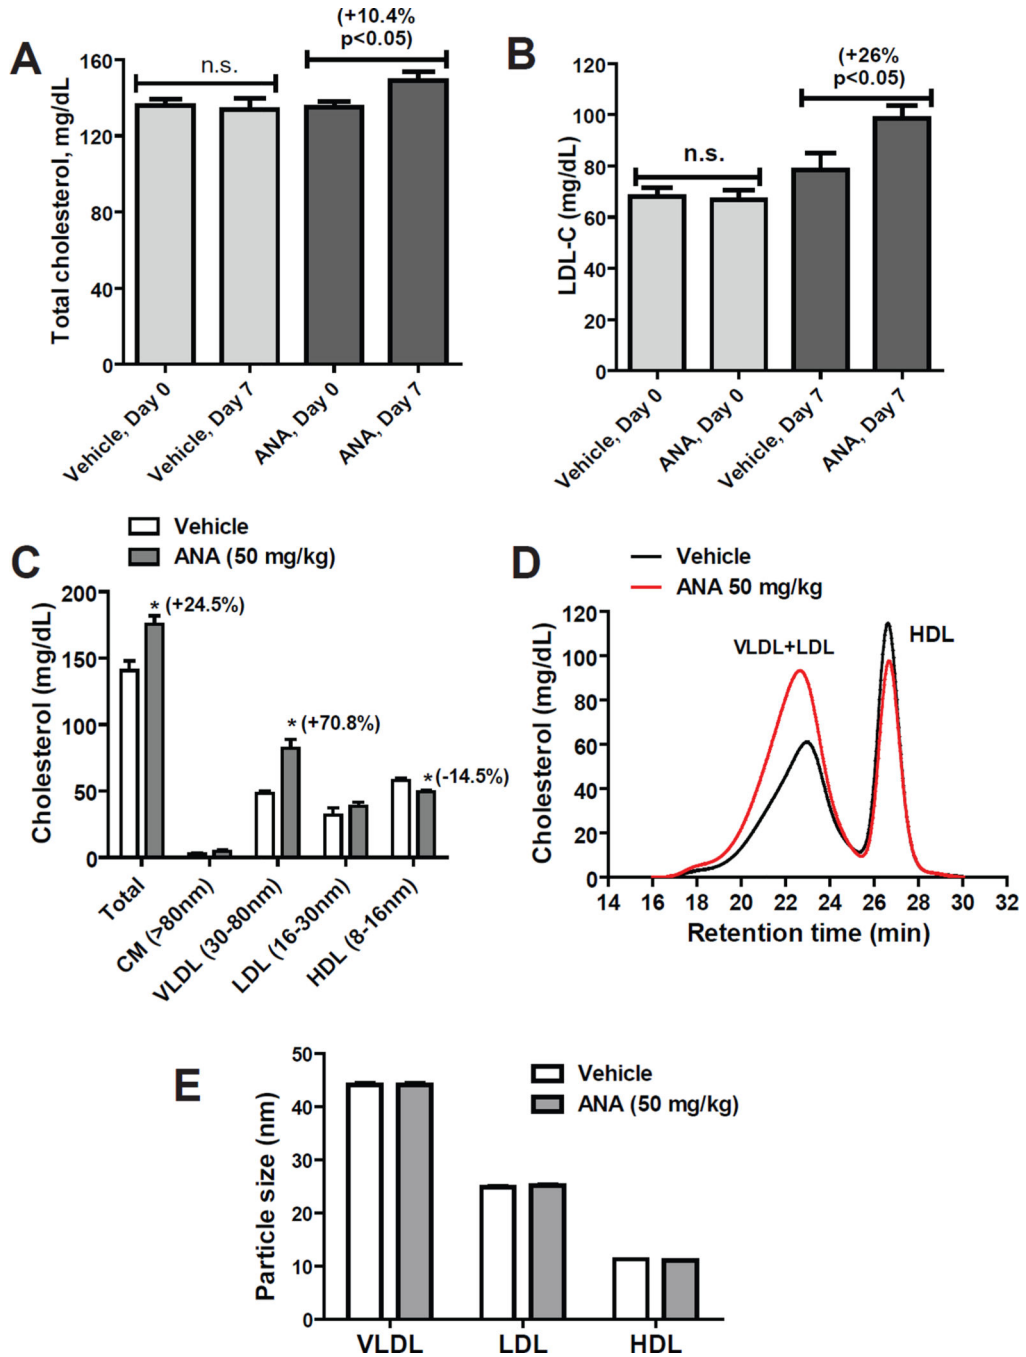 A
(+10.4%
p<0.05)
n.s.
Total cholesterol, mg/dL
160
120
80
40
0
Vehicle, Day 0
Vehicle, Day 7
ANA, Day 0
ANA, Day 7
B
(+26%
p<0.05)
n.s.
LDL-C (mg/dL)
120
100
80
60
40
20
0
Vehicle, Day 0
ANA, Day 0
Vehicle, Day 7
ANA, Day 7
C
Vehicle
ANA (50 mg/kg)
Cholesterol (mg/dL)
200
150
100
50
0
* (+24.5%)
* (+70.8%)
* (-14.5%)
Total
CM (>80nm)
VLDL (30-80nm)
LDL (16-30nm)
HDL (8-16nm)
D
Vehicle
ANA 50 mg/kg
Cholesterol (mg/dL)
120
100
80
60
40
20
0
VLDL+LDL
HDL
14 16 18 20 22 24 26 28 30 32
Retention time (min)
E
Vehicle
ANA (50 mg/kg)
Particle size (nm)
50
40
30
20
10
0
VLDL LDL HDL